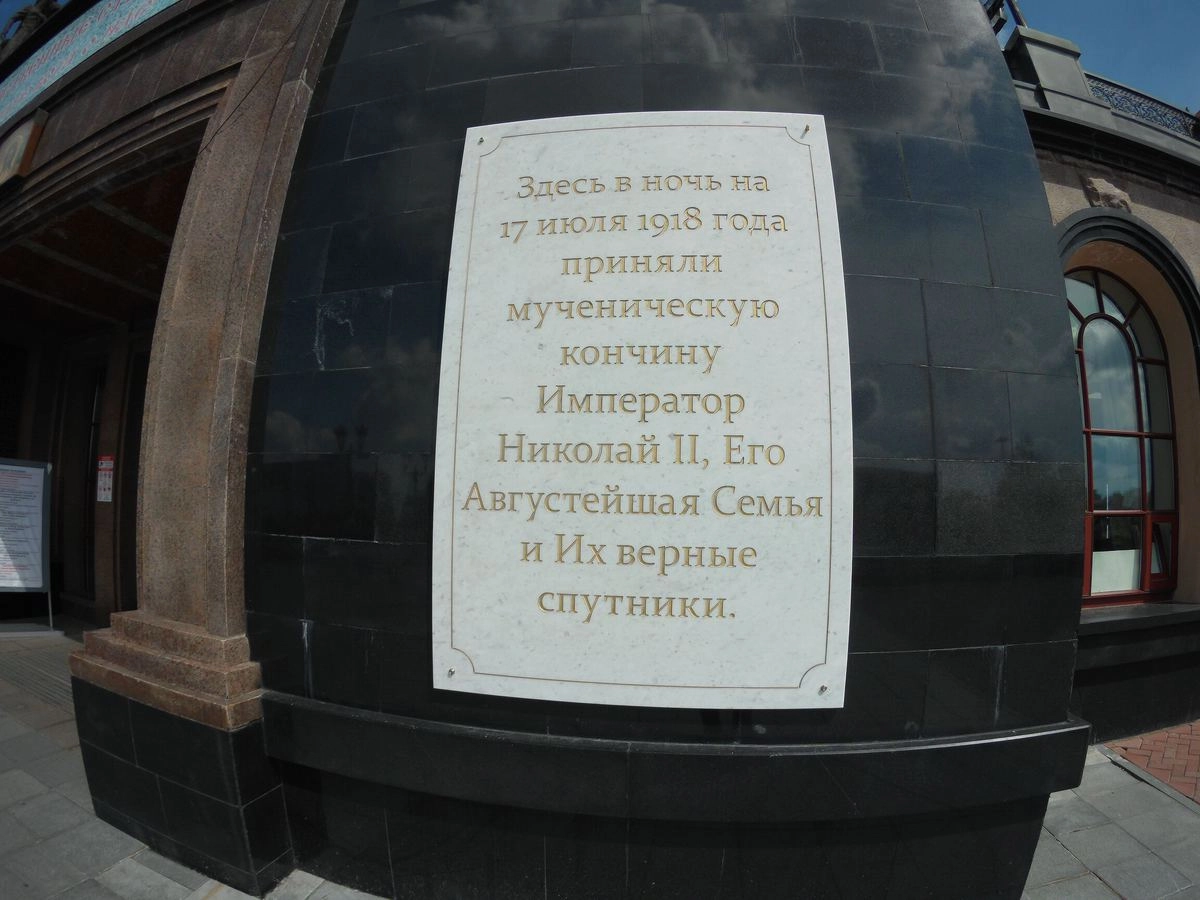 Здесь в ночь на
17 июля 1918 года
приняли
мученическую
кончину
Император
Николай II, Его
Августейшая Семья
и Их верные
спутники.